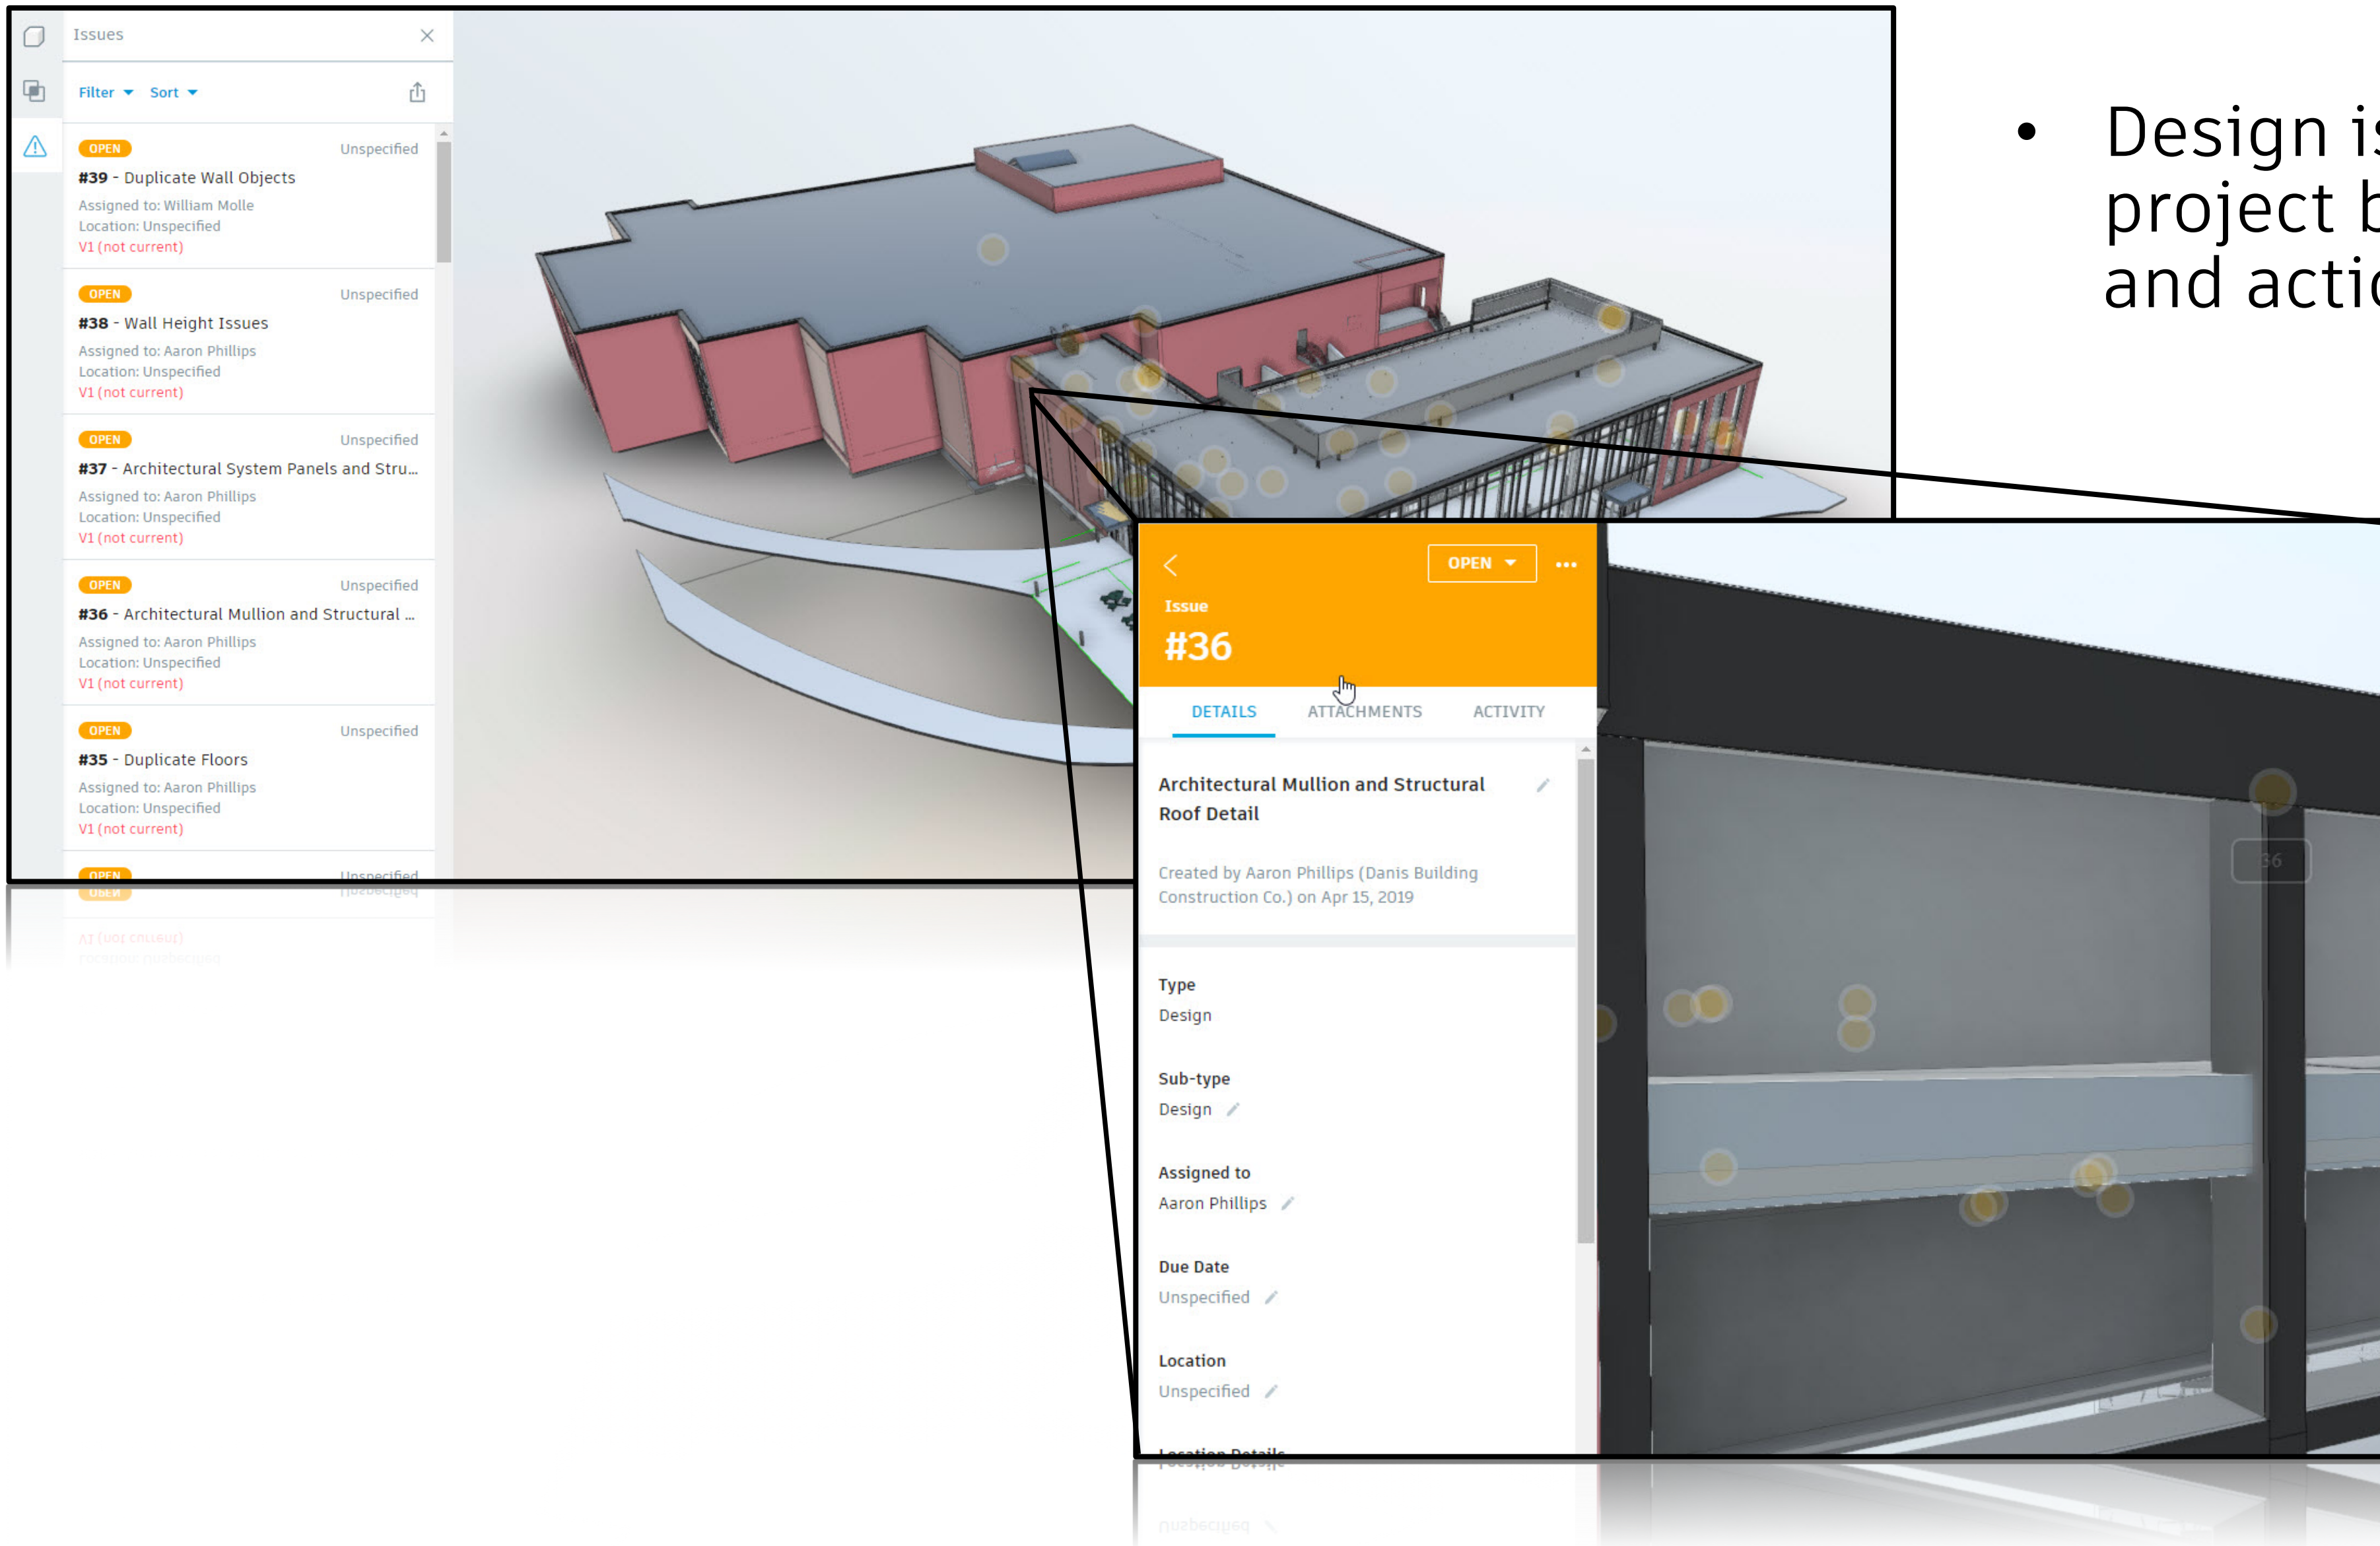 Issues
Filter Sort
OPEN Unspecified
#39 - Duplicate Wall Objects
Assigned to: William Molle
Location: Unspecified
V1 (not current)
OPEN Unspecified
#38 - Wall Height Issues
Assigned to: Aaron Phillips
Location: Unspecified
V1 (not current)
OPEN Unspecified
#37 - Architectural System Panels and Stru...
Assigned to: Aaron Phillips
Location: Unspecified
V1 (not current)
OPEN Unspecified
#36 - Architectural Mullion and Structural ...
Assigned to: Aaron Phillips
Location: Unspecified
V1 (not current)
OPEN Unspecified
#35 - Duplicate Floors
Assigned to: Aaron Phillips
Location: Unspecified
V1 (not current)
OPEN Unspecified
• Design
project
and
OPEN
Issue
#36
DETAILS ATTACHMENTS ACTIVITY
Architectural Mullion and Structural
Roof Detail
Created by Aaron Phillips (Danis Building
Construction Co.) on Apr 15, 2019
Type
Design
Sub-type
Design
Assigned to
Aaron Phillips
Due Date
Unspecified
Location
Unspecified
Location Details
36